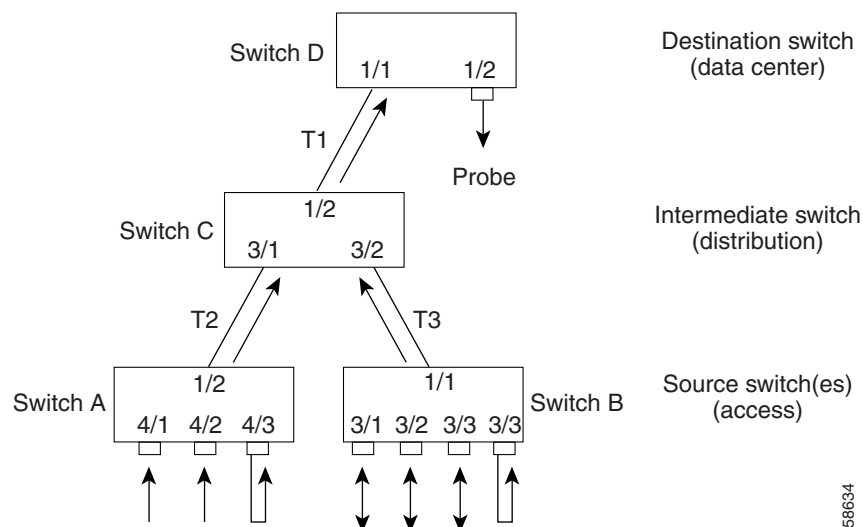 Switch D
1/1 1/2
Destination switch
(data center)
T1
Probe
Switch C
1/2
3/1 3/2
Intermediate switch
(distribution)
T2
T3
Switch A
1/2
4/1 4/2 4/3
1/1
3/1 3/2 3/3 3/3
Switch B
Source switch(es)
(access)
58634